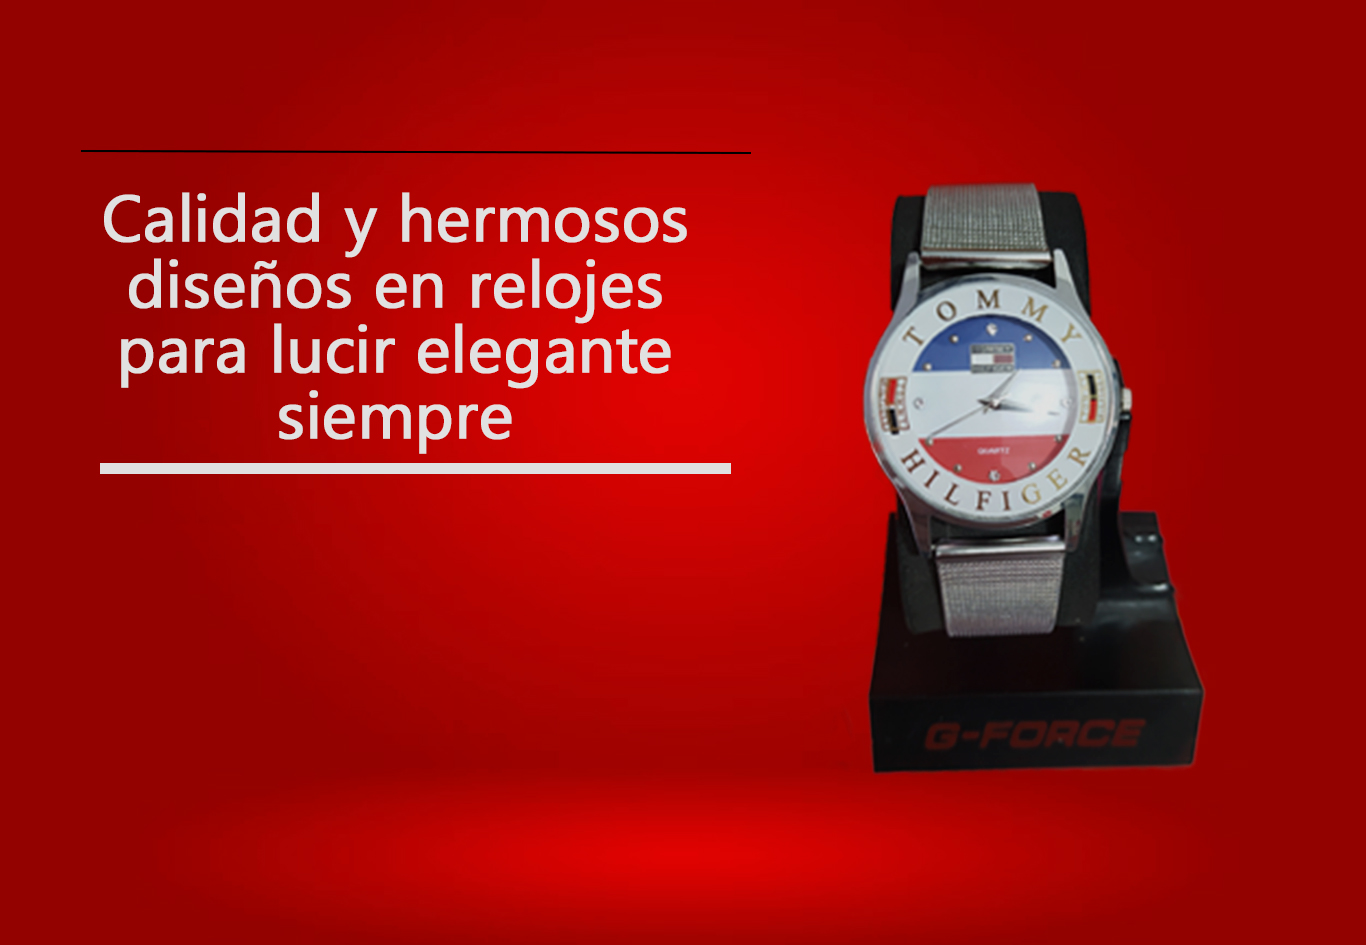 Calidad y hermosos
diseños en relojes
para lucir elegante
siempre
TOMMY
HILFIGER
QUARTZ
G-FORCE